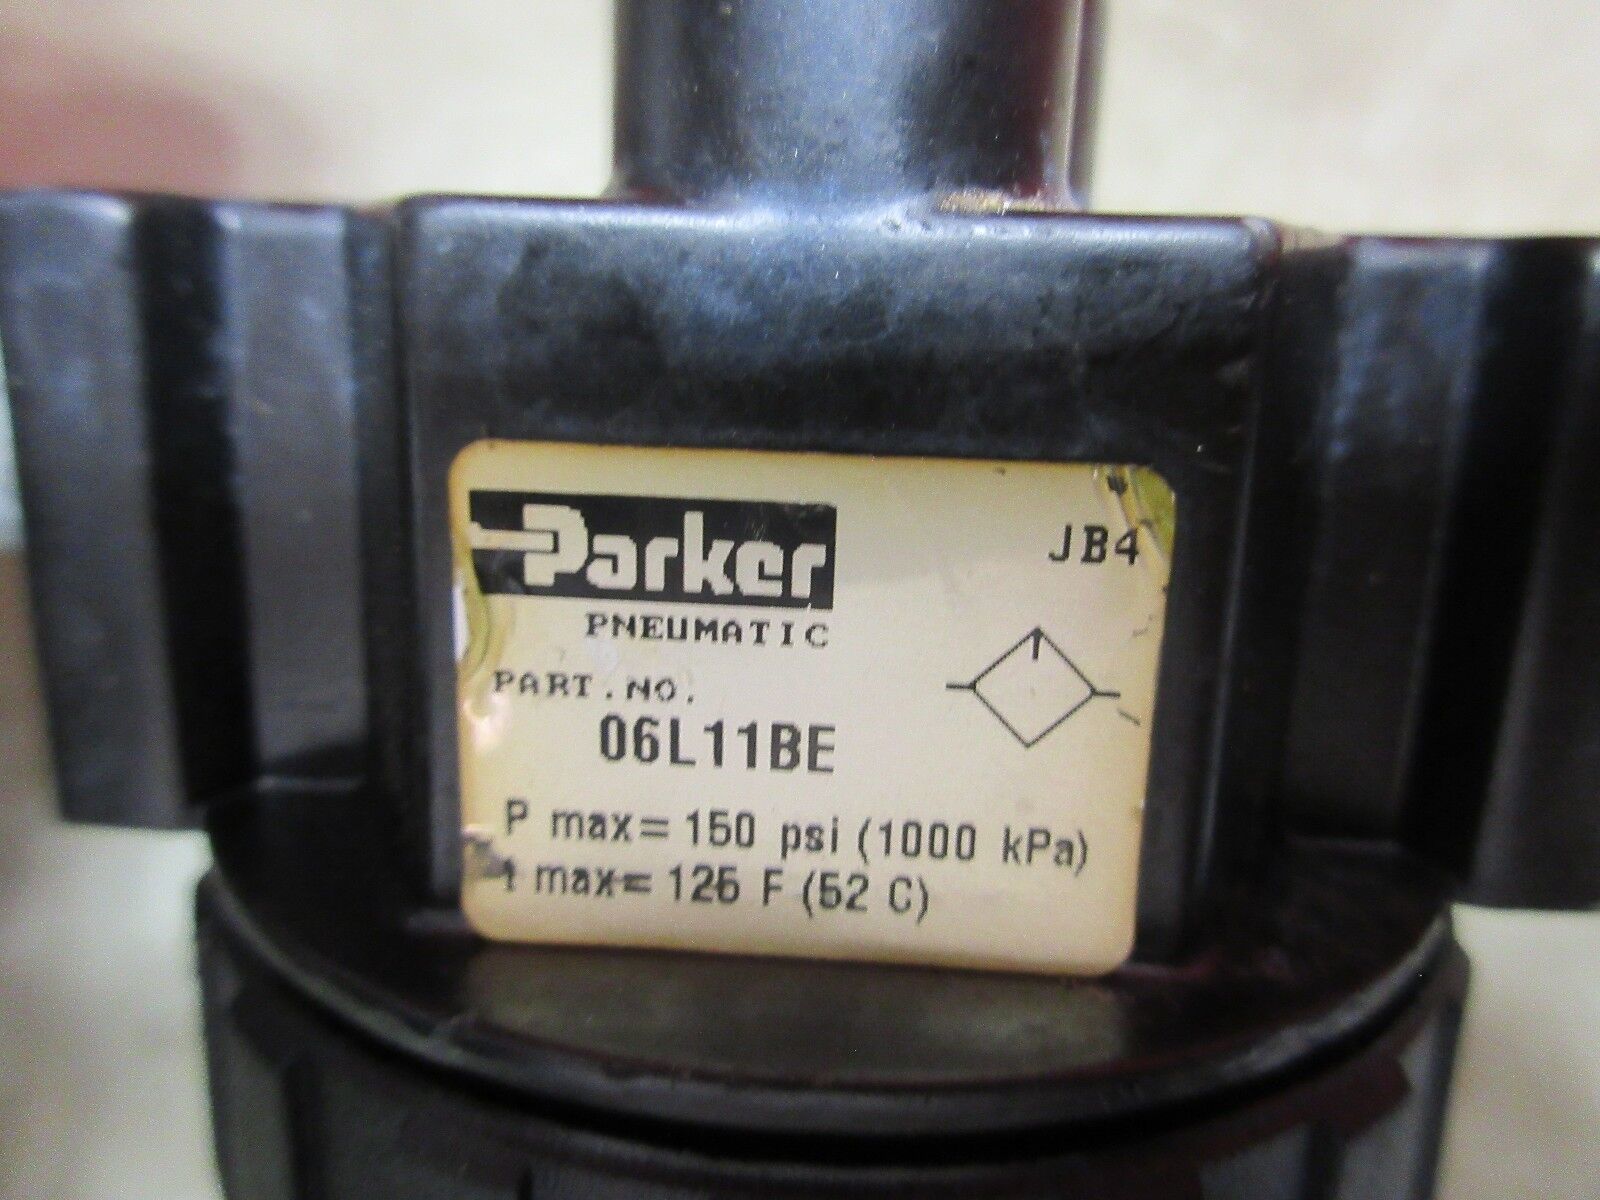 Parker
PNEUMATIC
JB4
PART.NO.
06L11BE
P max= 150 psi (1000 kPa)
t max= 125 F (52 C)